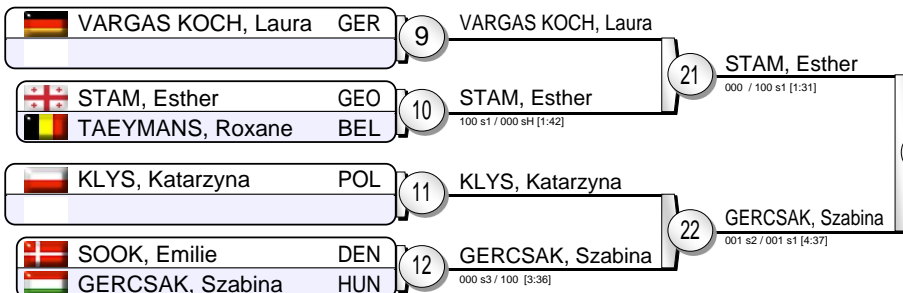 VARGAS KOCH, Laura GER 9 VARGAS KOCH, Laura
21 STAM, Esther
000 / 100 s1 [1:31]
STAM, Esther GEO 10 STAM, Esther
TAEYMANS, Roxane BEL 100 s1 / 000 sH [1:42]
KLYS, Katarzyna POL 11 KLYS, Katarzyna
22 GERCSAK, Szabina
001 s2 / 001 s1 [4:37]
SOOK, Emilie DEN 12 GERCSAK, Szabina
GERCSAK, Szabina HUN 000 s3 / 100 [3:36]